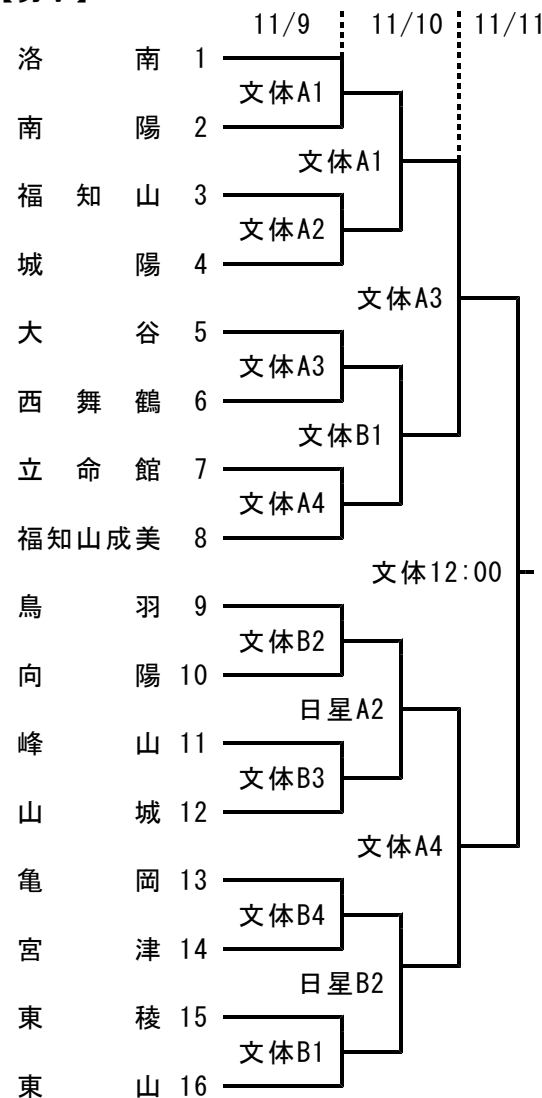 11/9 11/10 11/11
洛南 1
文体A1
南陽 2
文体A1
福知山 3
文体A2
城陽 4
文体A3
大谷 5
文体A3
西舞鶴 6
文体B1
立命館 7
文体A4
福知山成美 8
文体12:00
鳥羽 9
文体B2
向陽 10
日星A2
峰山 11
文体B3
山城 12
文体A4
亀岡 13
文体B4
宮津 14
日星B2
東稜 15
文体B1
東山 16